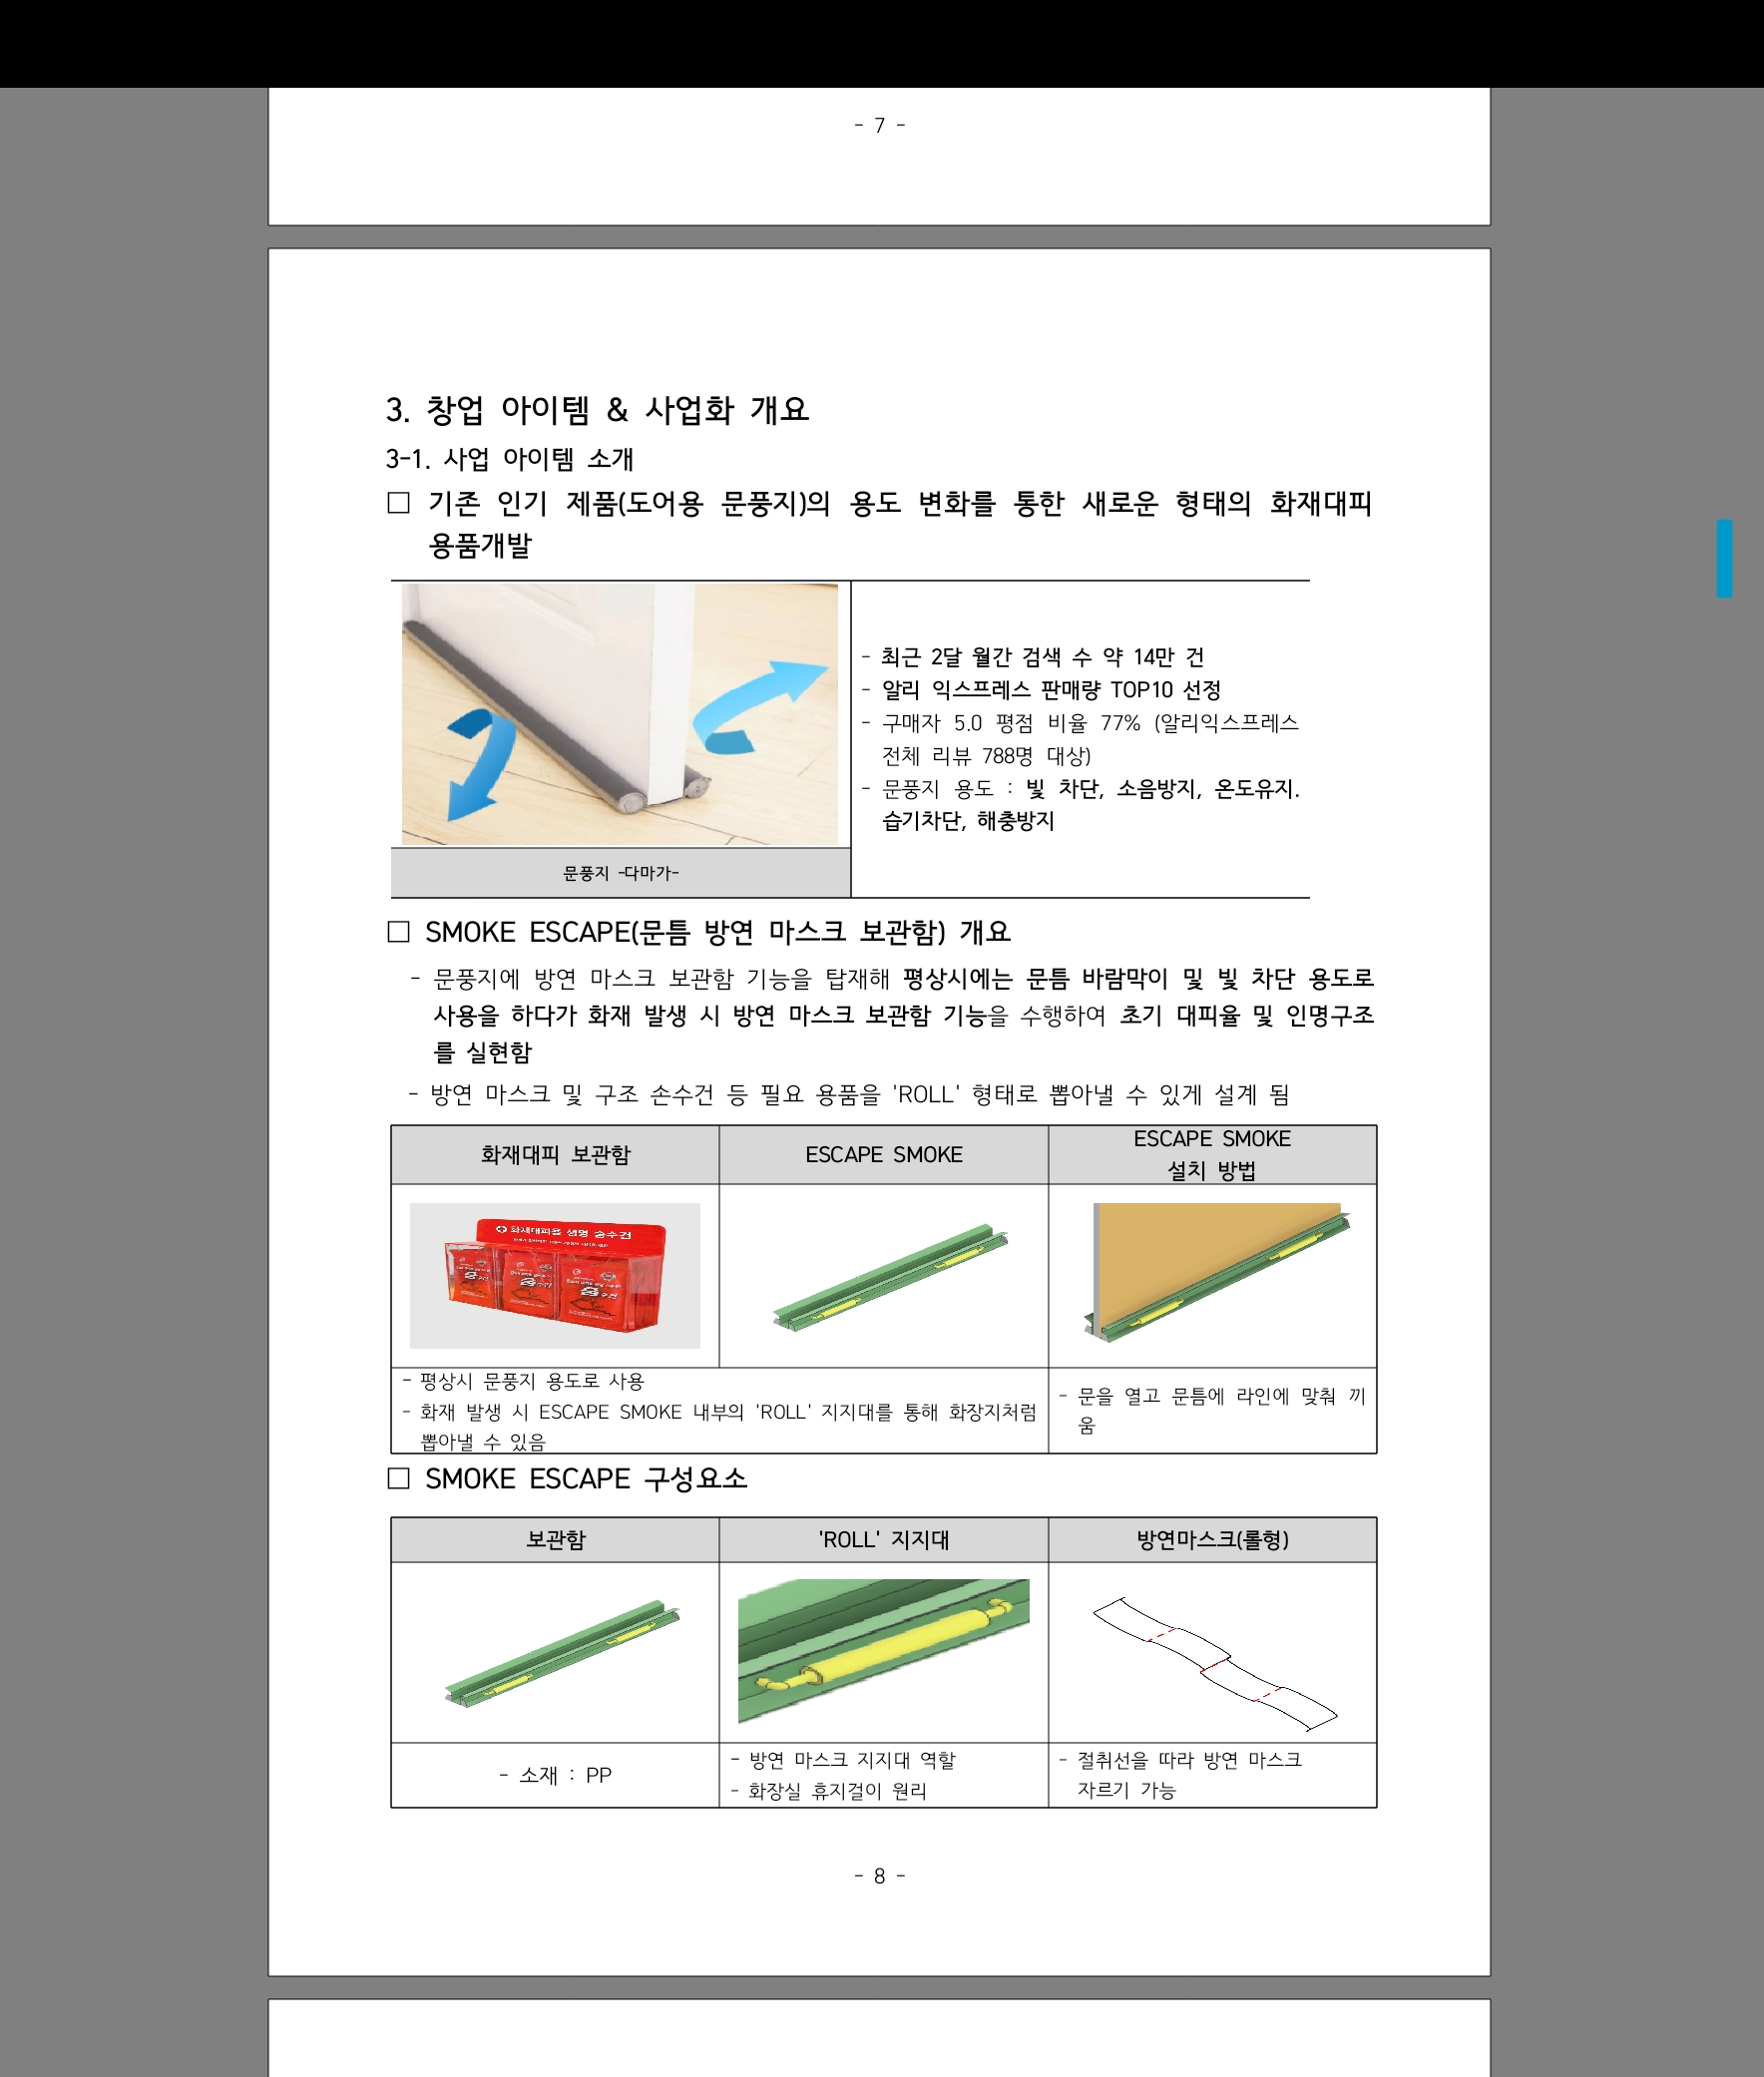 - 7 -
3. 창업 아이템 & 사업화 개요
3-1. 사업 아이템 소개
□ 기존 인기 제품(도어용 문풍지)의 용도 변화를 통한 새로운 형태의 화재대피
용품개발
- 최근 2달 월간 검색 수 약 14만 건
- 알리 익스프레스 판매량 TOP10 선정
- 구매자 5.0 평점 비율 77% (알리익스프레스
전체 리뷰 788명 대상)
- 문풍지 용도 : 빛 차단, 소음방지, 온도유지.
습기차단, 해충방지
문풍지 -다마가-
□ SMOKE ESCAPE(문틈 방연 마스크 보관함) 개요
- 문풍지에 방연 마스크 보관함 기능을 탑재해 평상시에는 문틈 바람막이 및 빛 차단 용도로
사용을 하다가 화재 발생 시 방연 마스크 보관함 기능을 수행하여 초기 대피율 및 인명구조
를 실현함
- 방연 마스크 및 구조 손수건 등 필요 용품을 'ROLL' 형태로 뽑아낼 수 있게 설계 됨
화재대피 보관함
ESCAPE SMOKE
ESCAPE SMOKE
설치 방법
화재대피용 생명 숨수건
숨수건
숨수건
- 평상시 문풍지 용도로 사용
- 화재 발생 시 ESCAPE SMOKE 내부의 'ROLL' 지지대를 통해 화장지처럼
뽑아낼 수 있음
- 문을 열고 문틈에 라인에 맞춰 끼
움
□ SMOKE ESCAPE 구성요소
보관함
'ROLL' 지지대
방연마스크(롤형)
- 소재 : PP
- 방연 마스크 지지대 역할
- 화장실 휴지걸이 원리
- 절취선을 따라 방연 마스크
자르기 가능
- 8 -